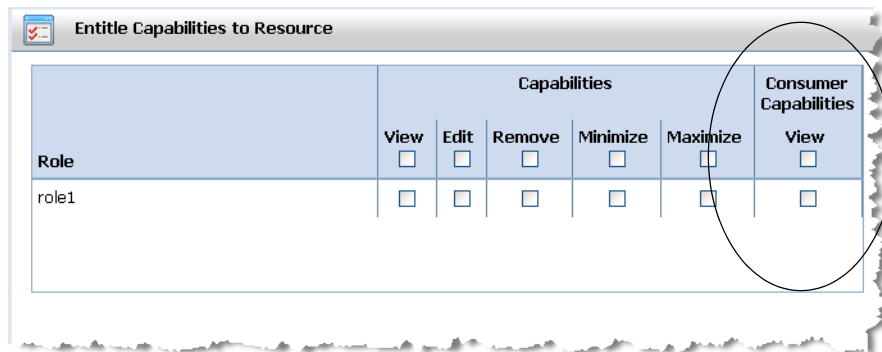 Entitle Capabilities to Resource
Capabilities
Consumer
Capabilities
View Edit Remove Minimize Maximize View
Role
role1